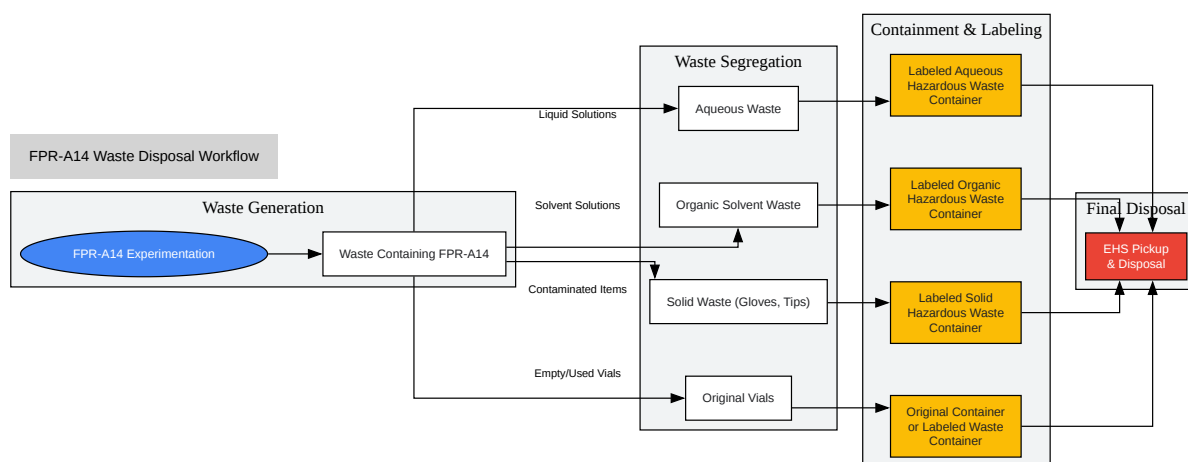 FPR-A14 Waste Disposal Workflow
Waste Generation
FPR-A14 Experimentation
Waste Containing FPR-A14
Liquid Solutions
Solvent Solutions
Contaminated Items
Empty/Used Vials
Waste Segregation
Aqueous Waste
Organic Solvent Waste
Solid Waste (Gloves, Tips)
Original Vials
Containment & Labeling
Labeled Aqueous
Hazardous Waste
Container
Labeled Organic
Hazardous Waste
Container
Labeled Solid
Hazardous Waste
Container
Original Container
or Labeled Waste
Container
Final Disposal
EHS Pickup
& Disposal